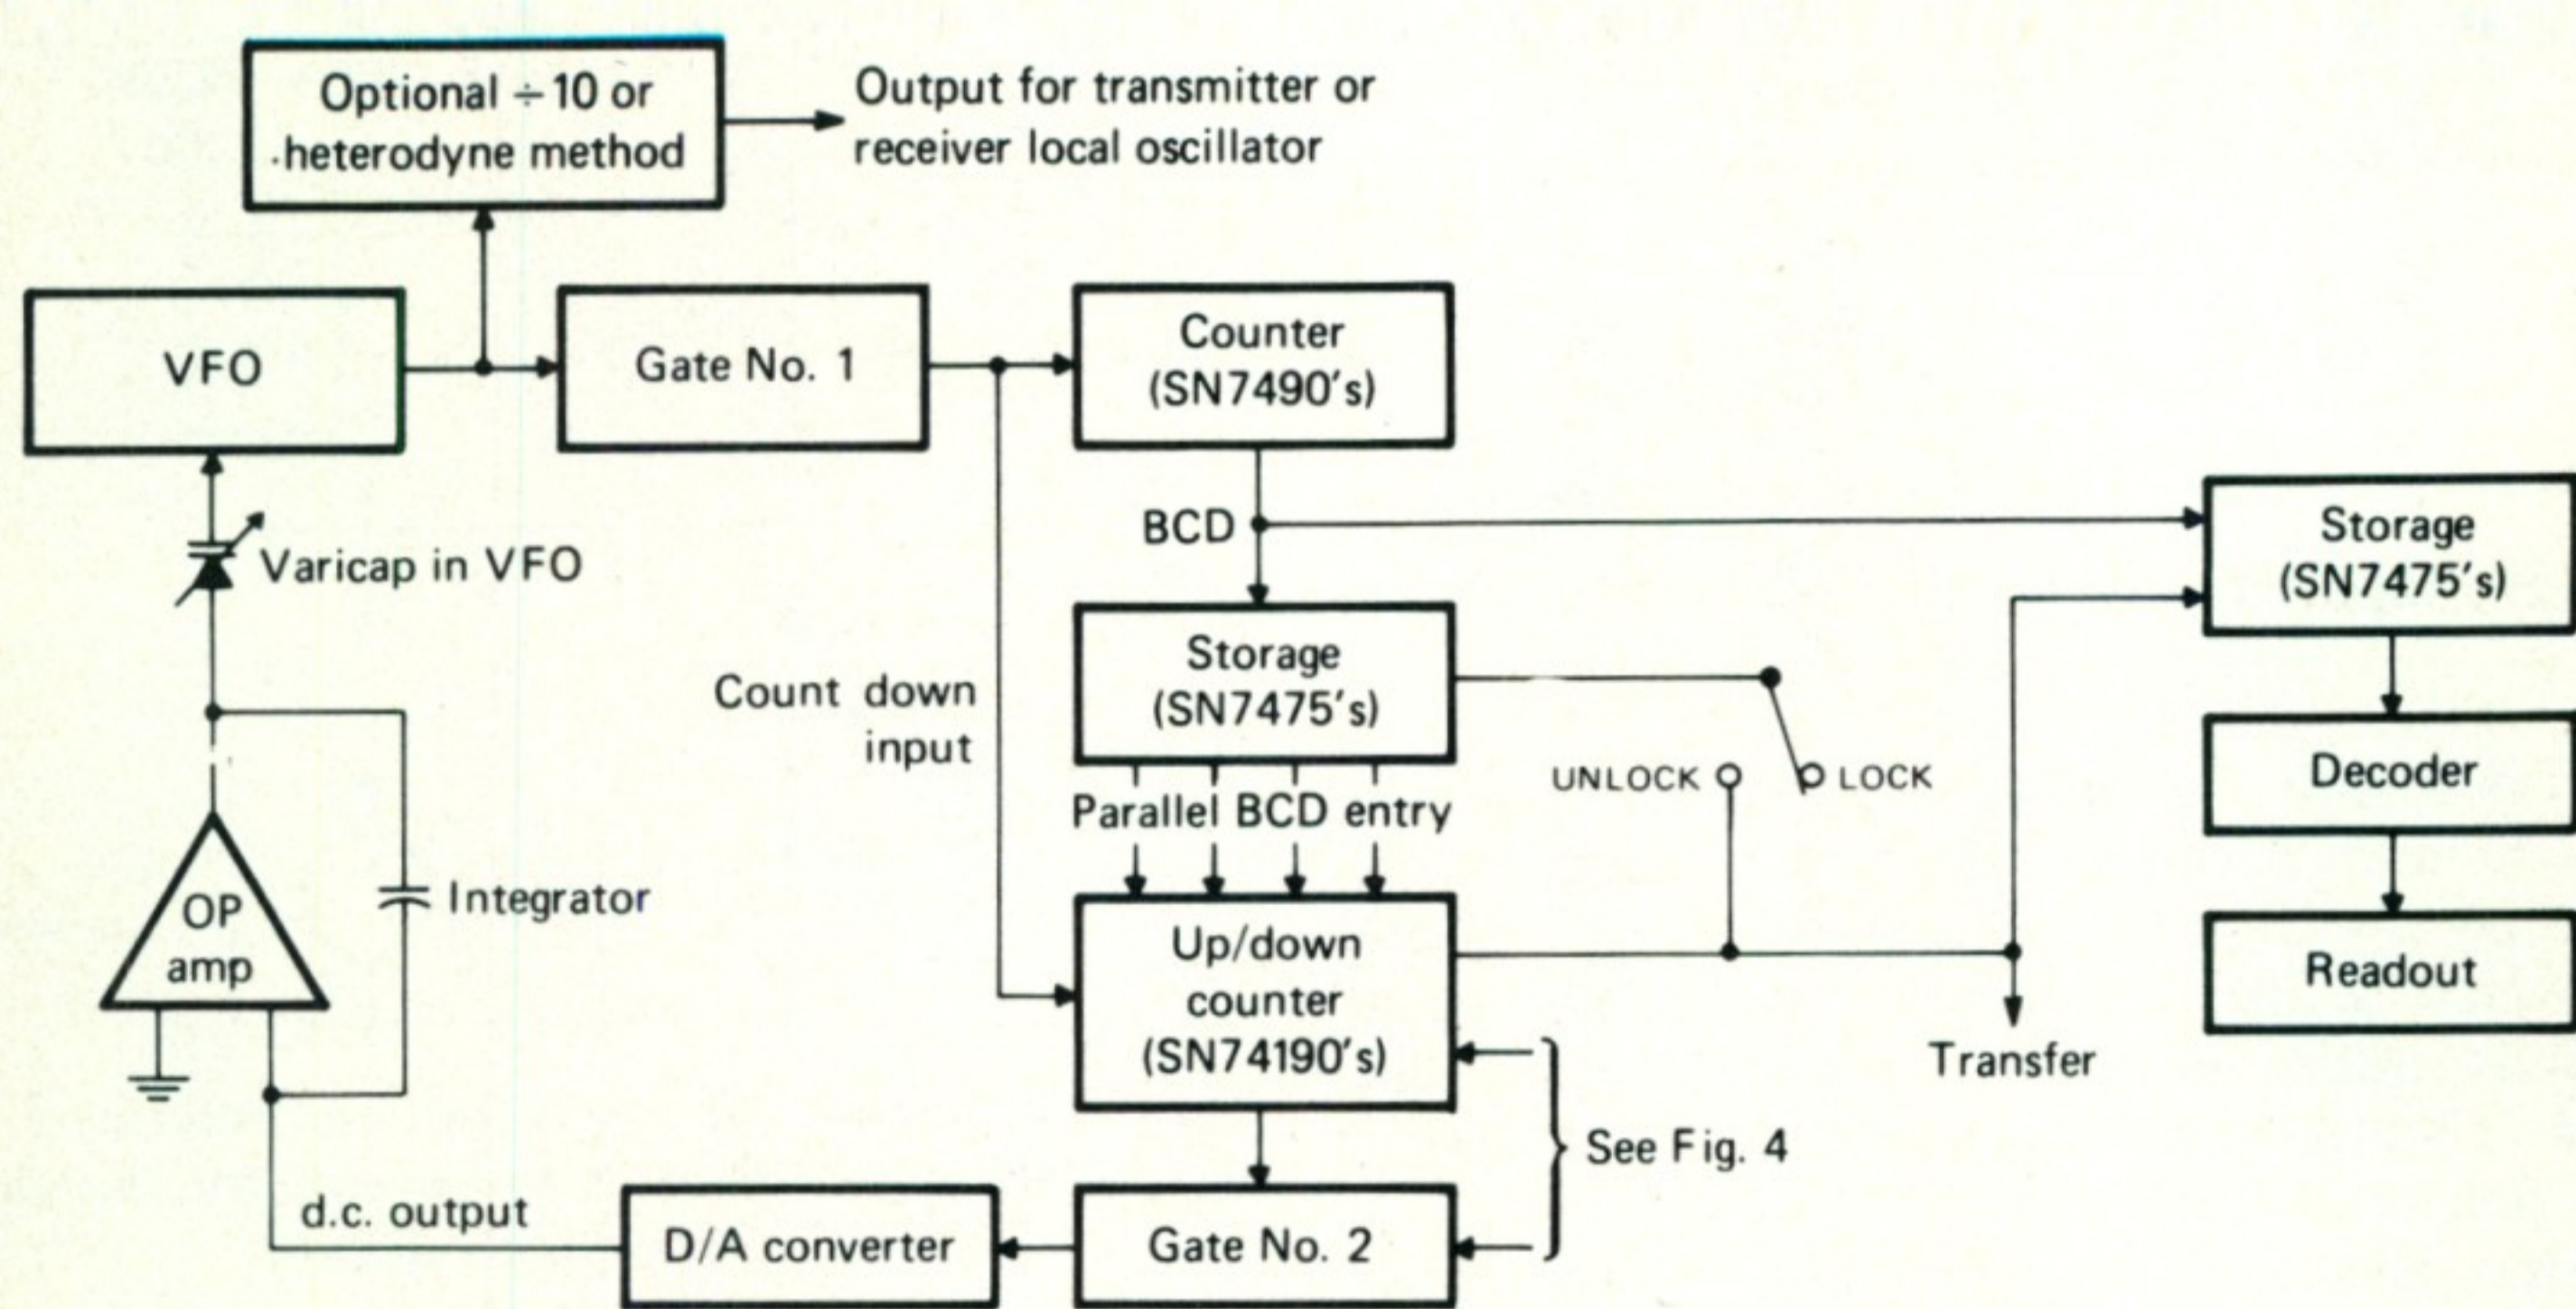 Optional ÷10 or
heterodyne method
Output for transmitter or
receiver local oscillator
VFO
Gate No. 1
Counter
(SN7490's)
BCD
Storage
(SN7475's)
Varicap in VFO
Storage
(SN7475's)
Count down
input
UNLOCK
LOCK
Decoder
Parallel BCD entry
OP
amp
Integrator
Up/down
counter
(SN74190's)
Readout
Transfer
See Fig. 4
d.c. output
D/A converter
Gate No. 2